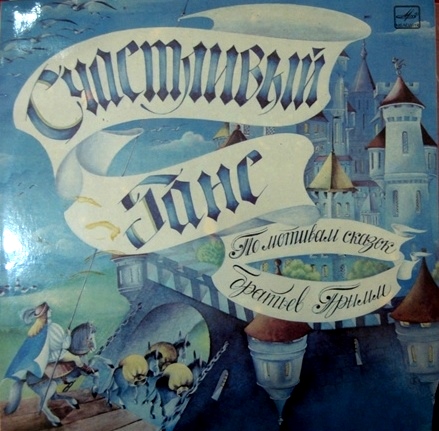 Счастливый
Ганс
По мотивам сказок
братьев Гримм